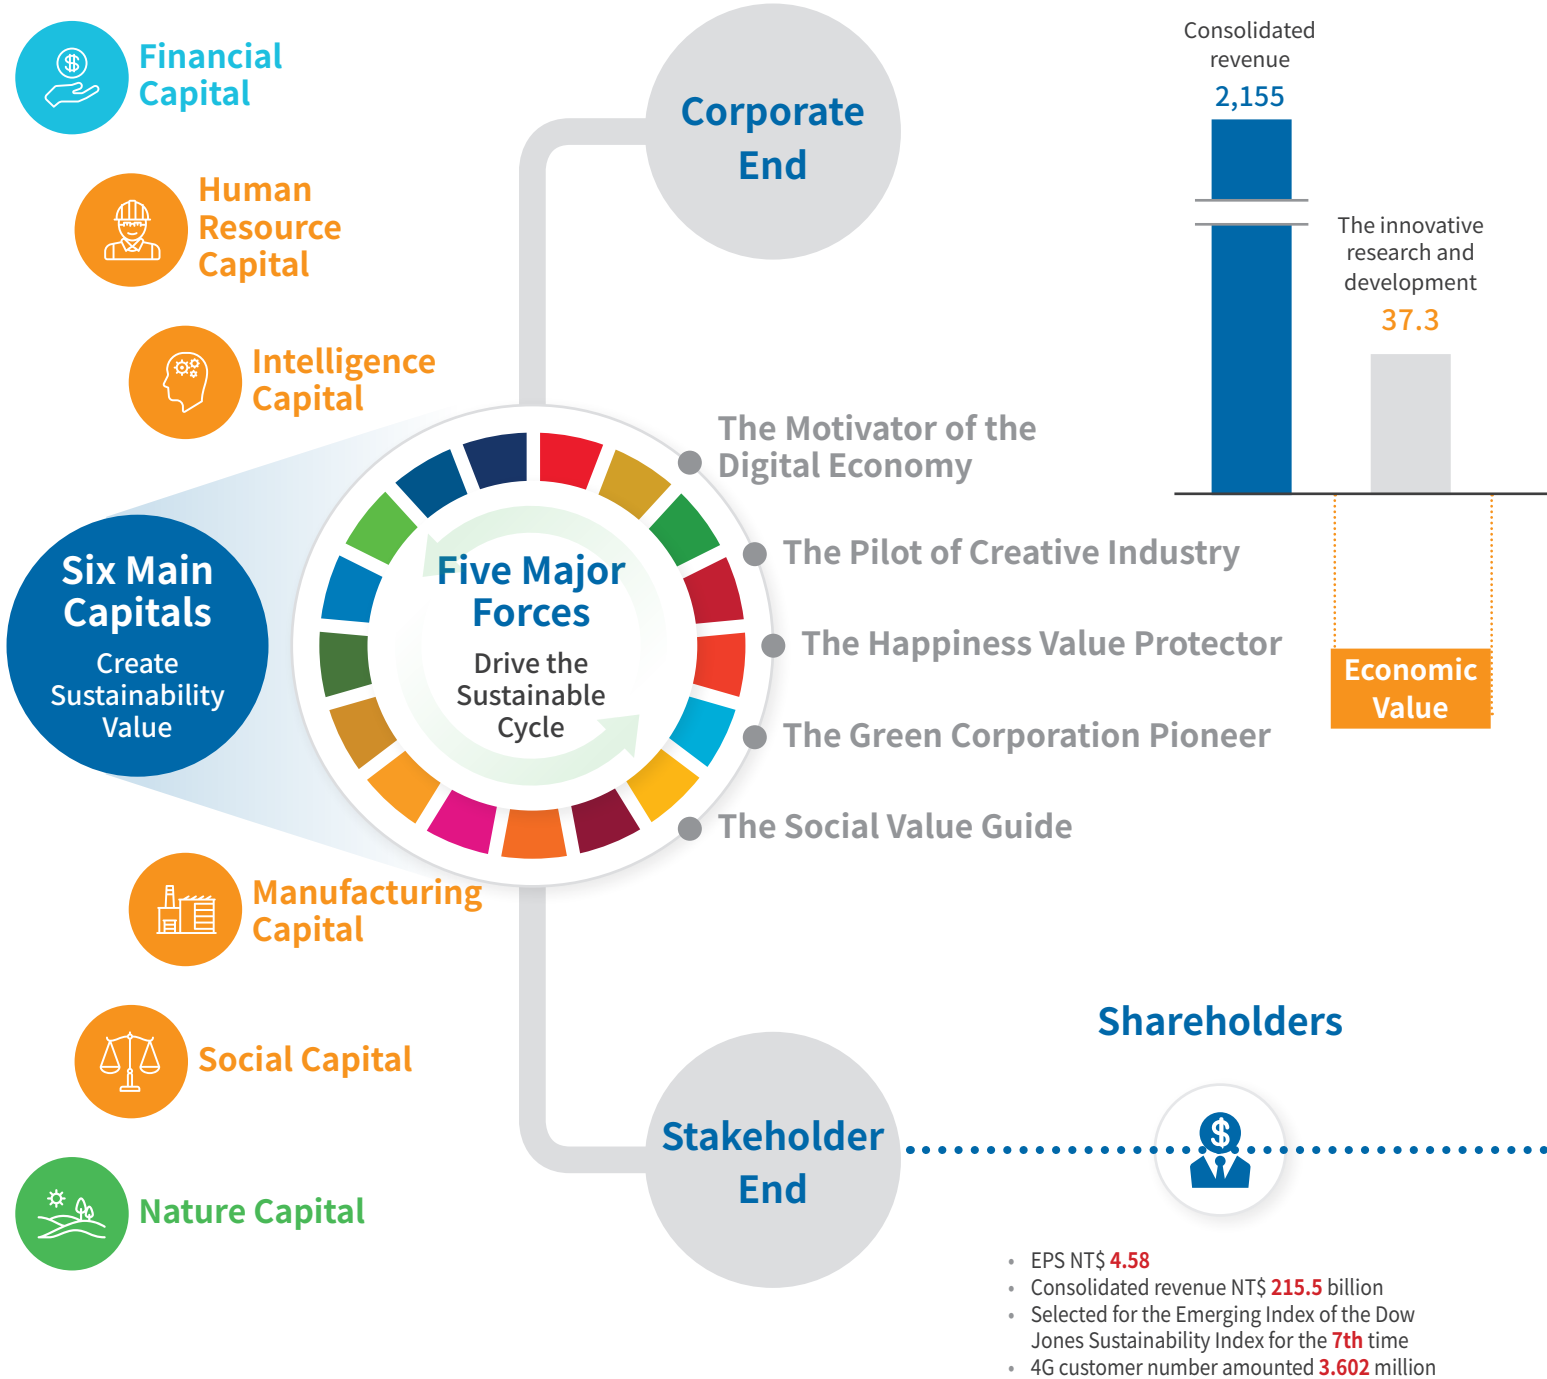 Financial
Capital
Human
Resource
Capital
Intelligence
Capital
Six Main
Capitals
Create
Sustainability
Value
Manufacturing
Capital
Social Capital
Nature Capital
Corporate
End
Five Major
Forces
Drive the
Sustainable
Cycle
The Motivator of the
Digital Economy
The Pilot of Creative Industry
The Happiness Value Protector
The Green Corporation Pioneer
The Social Value Guide
Consolidated
revenue
2,155
The innovative
research and
development
37.3
Economic
Value
Stakeholder
End
Shareholders
• EPS NT$ 4.58
• Consolidated revenue NT$ 215.5 billion
• Selected for the Emerging Index of the Dow
Jones Sustainability Index for the 7th time
• 4G customer number amounted 3.602 million